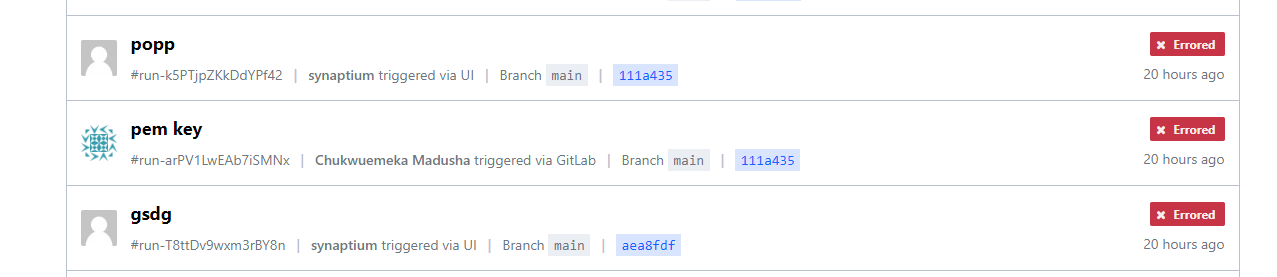 popp
Errored
#run-k5PTjpZKkDdYPf42 | synaptium triggered via UI | Branch main | 111a435
20 hours ago
pem key
Errored
#run-arPV1LwEAb7iSMNx | Chukwuemeka Madusha triggered via GitLab | Branch main | 111a435
20 hours ago
gsdg
Errored
#run-T8ttDv9wxm3rBY8n | synaptium triggered via UI | Branch main | aea8fdf
20 hours ago